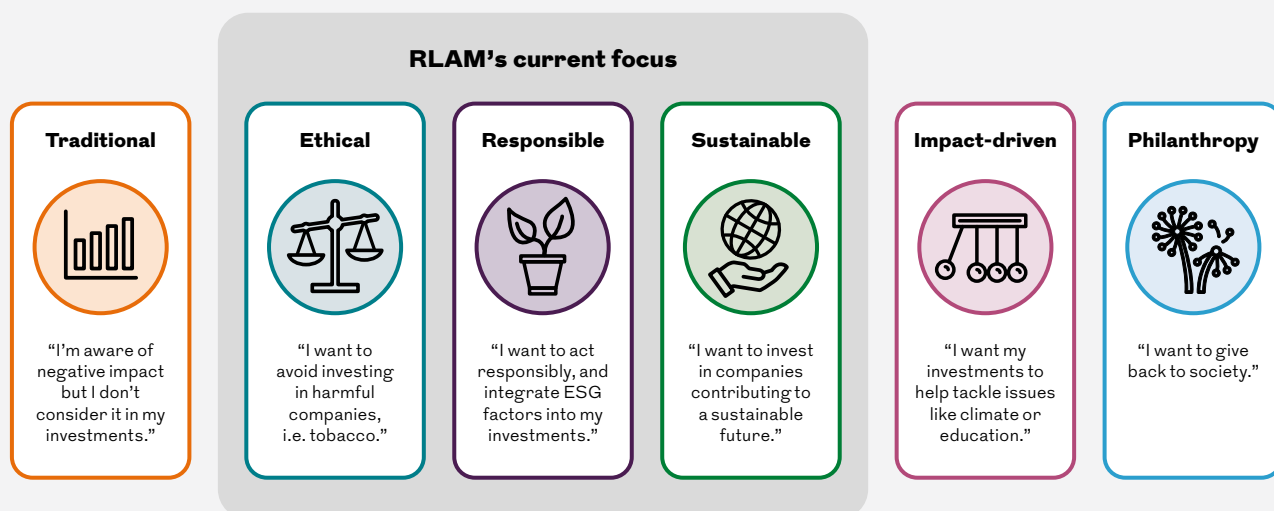 RLAM’s current focus
Traditional
“I’m aware of
negative impact
but I don’t
consider it in my
investments.”
Ethical
“I want to
avoid investing
in harmful
companies,
i.e. tobacco.”
Responsible
“I want to act
responsibly, and
integrate ESG
factors into my
investments.”
Sustainable
“I want to invest
in companies
contributing to
a sustainable
future.”
Impact-driven
“I want my
investments to
help tackle issues
like climate or
education.”
Philanthropy
“I want to give
back to society.”